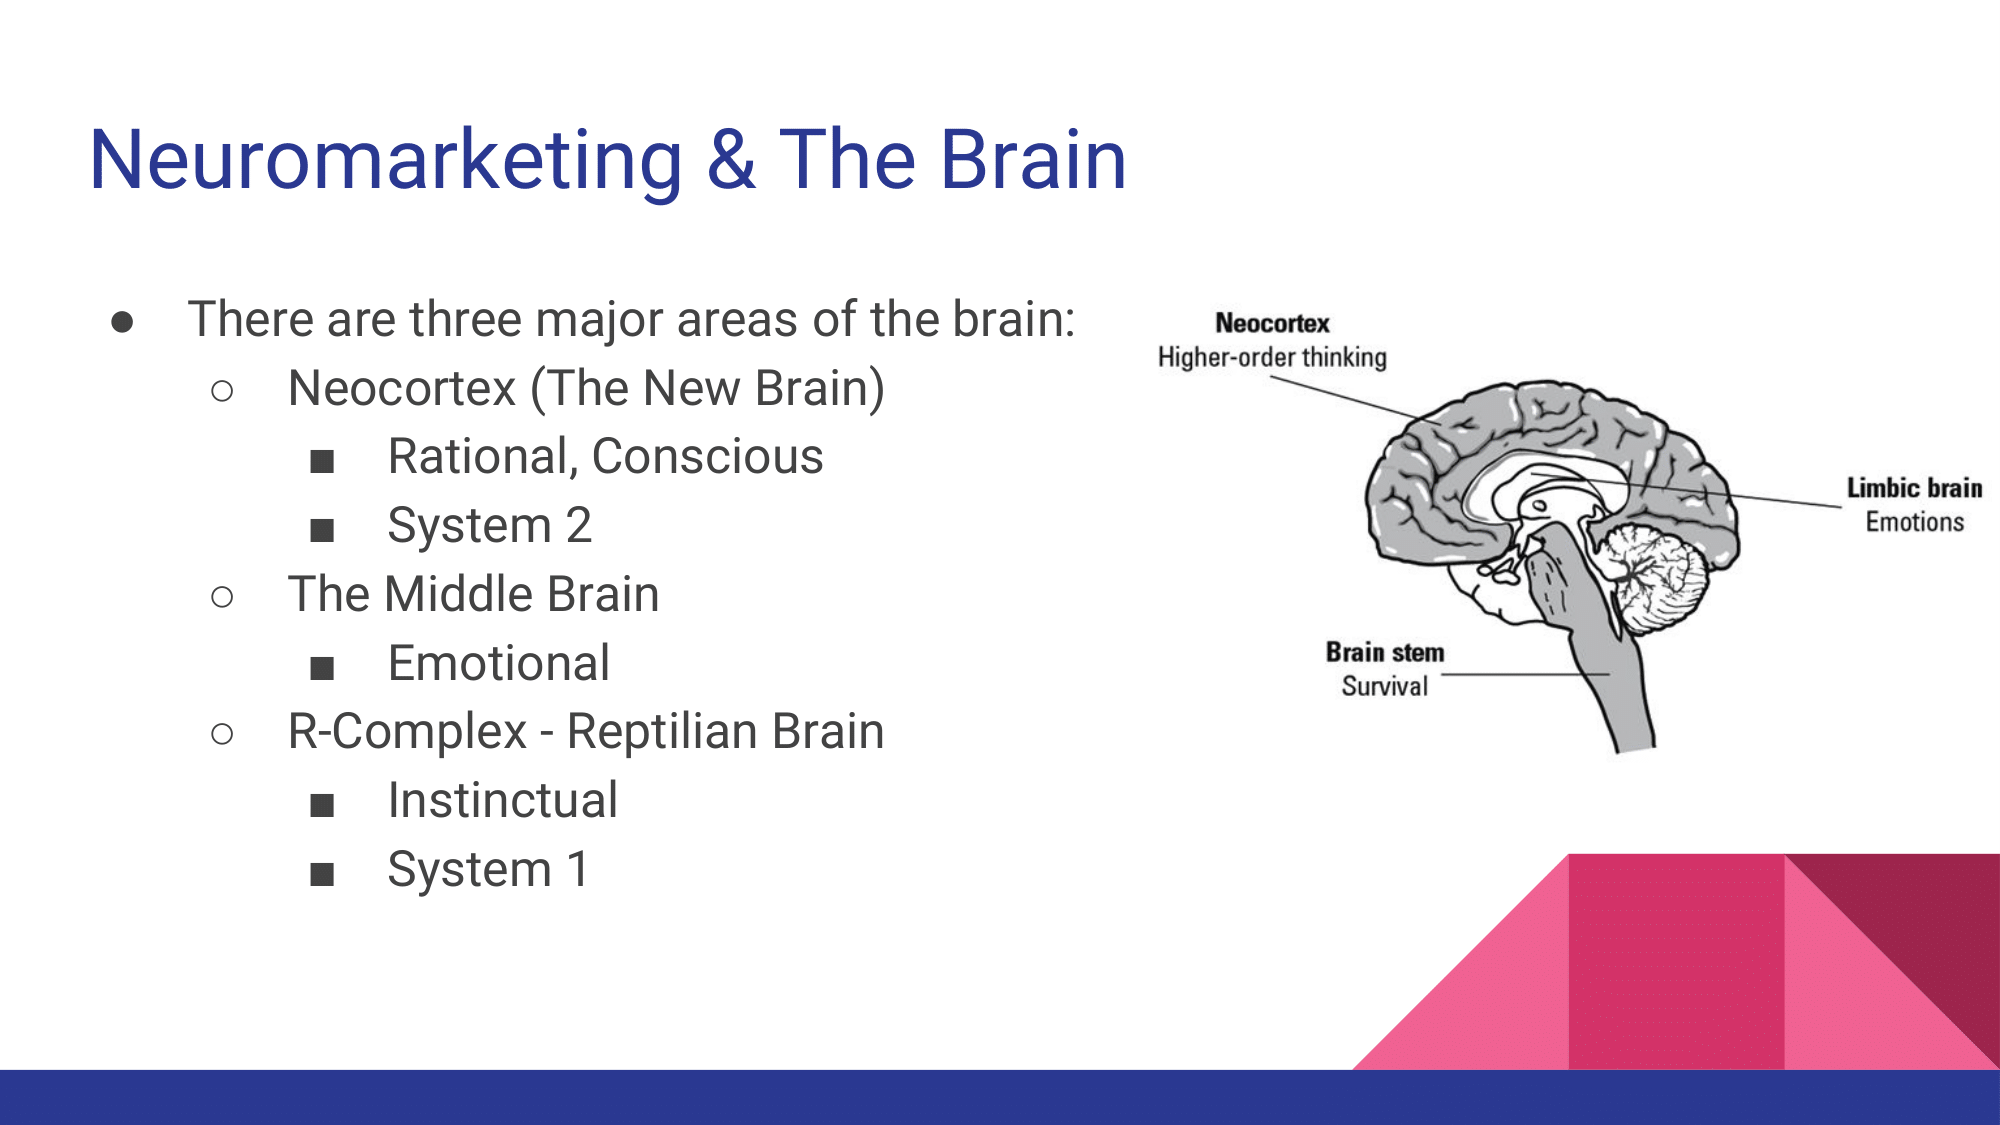 Neuromarketing & The Brain
● There are three major areas of the brain:
○ Neocortex (The New Brain)
■ Rational, Conscious
■ System 2
○ The Middle Brain
■ Emotional
○ R-Complex - Reptilian Brain
■ Instinctual
■ System 1
Neocortex
Higher-order thinking
Limbic brain
Emotions
Brain stem
Survival